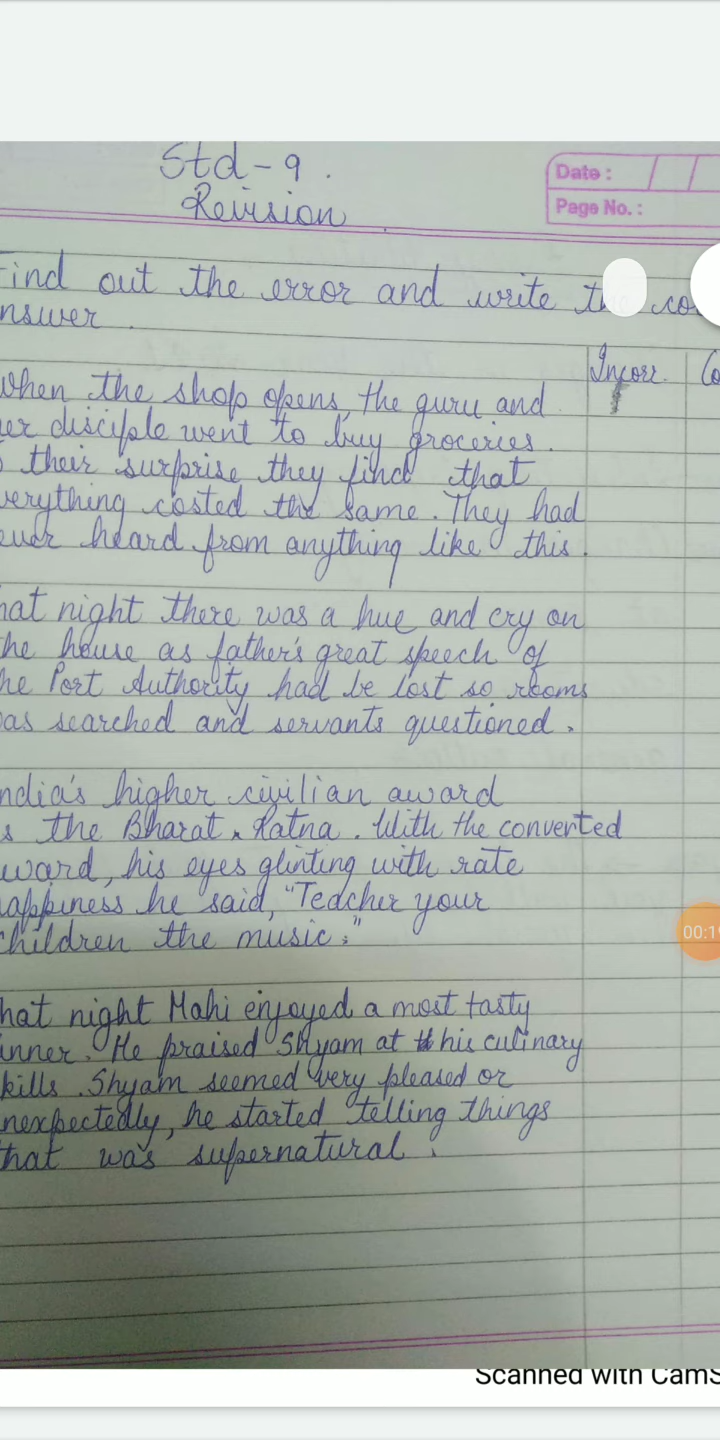 Std-9.
Revision
Date :
Page No. :
ind out the error and write the co
nswer.
Incorr. Co
when the shop opens, the guru and
er disciple went to buy groceries.
o their surprise they find that
verything costed the same. They had
ever heard from anything like this.
hat night there was a hue and cry on
he house as father's great speech of
he Port Authority had be lost so rooms
as searched and servants questioned.
ndia's higher civilian award
s the Bharat Ratna. With the converted
ward, his eyes glinting with rate
appiness he said, "Teacher your
children the music."
hat night Mahi enjoyed a most tasty
inner. He praised Shyam at his culinary
kills. Shyam seemed very pleased or
nexpectedly, he started telling things
that was supernatural.
00:19
Scanned with CamS